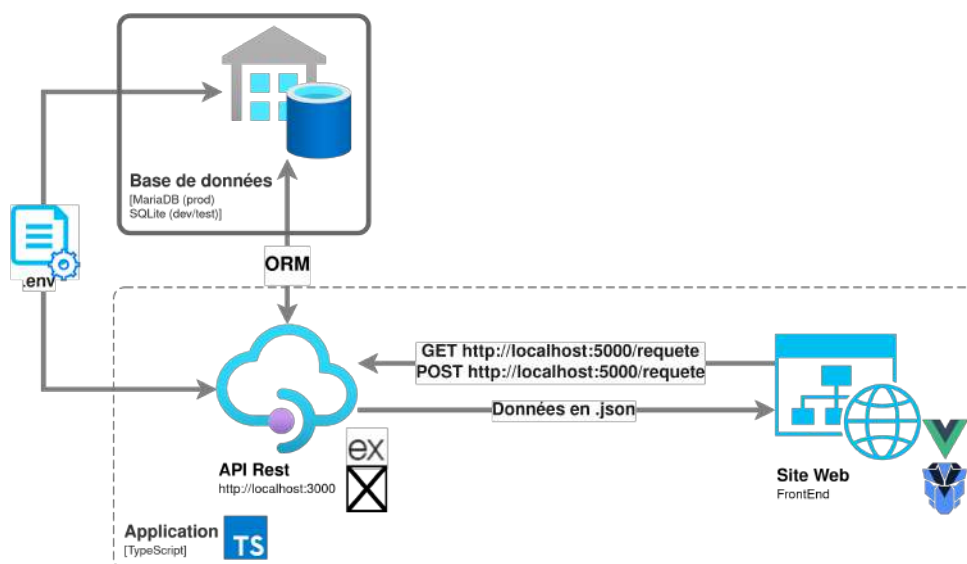 Base de données
[MariaDB (prod)
SQLite (dev/test)]
.env
ORM
GET http://localhost:5000/requete
POST http://localhost:5000/requete
Données en .json
ex
API Rest
http://localhost:3000
Site Web
FrontEnd
Application
[TypeScript]
TS